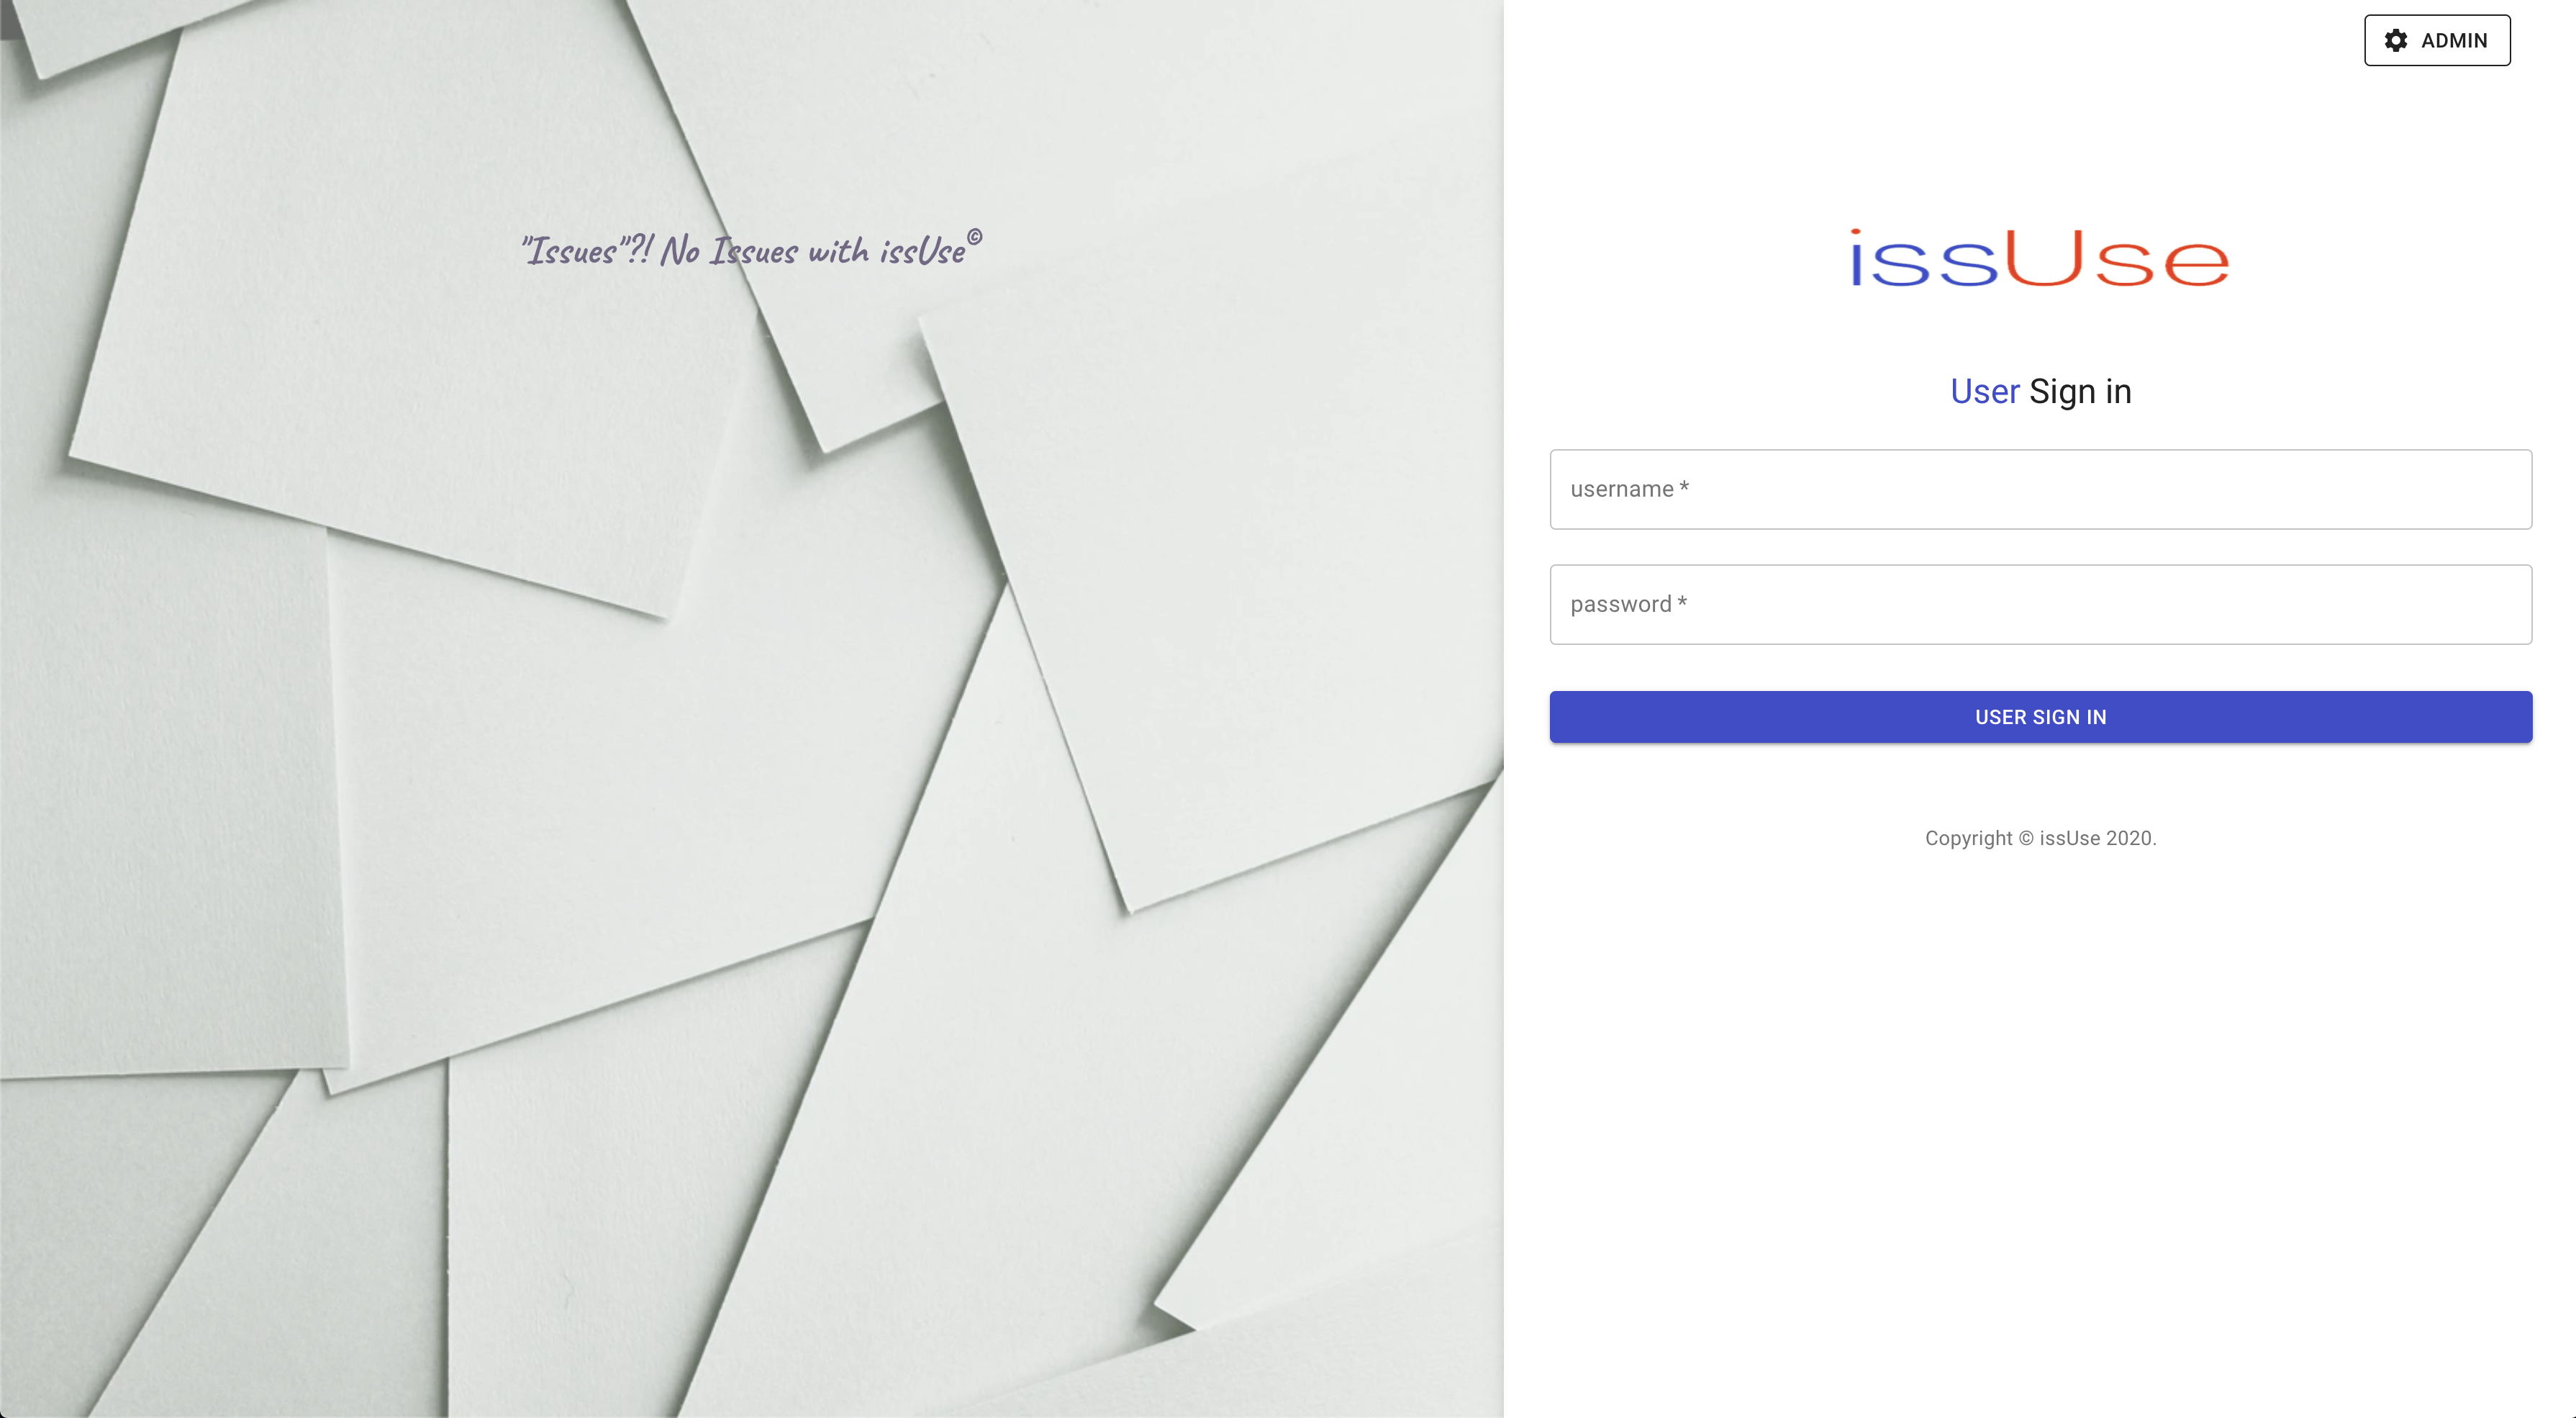 "Issues"?! No Issues with issUse©
ADMIN
issUse
User Sign in
username *
password *
USER SIGN IN
Copyright © issUse 2020.